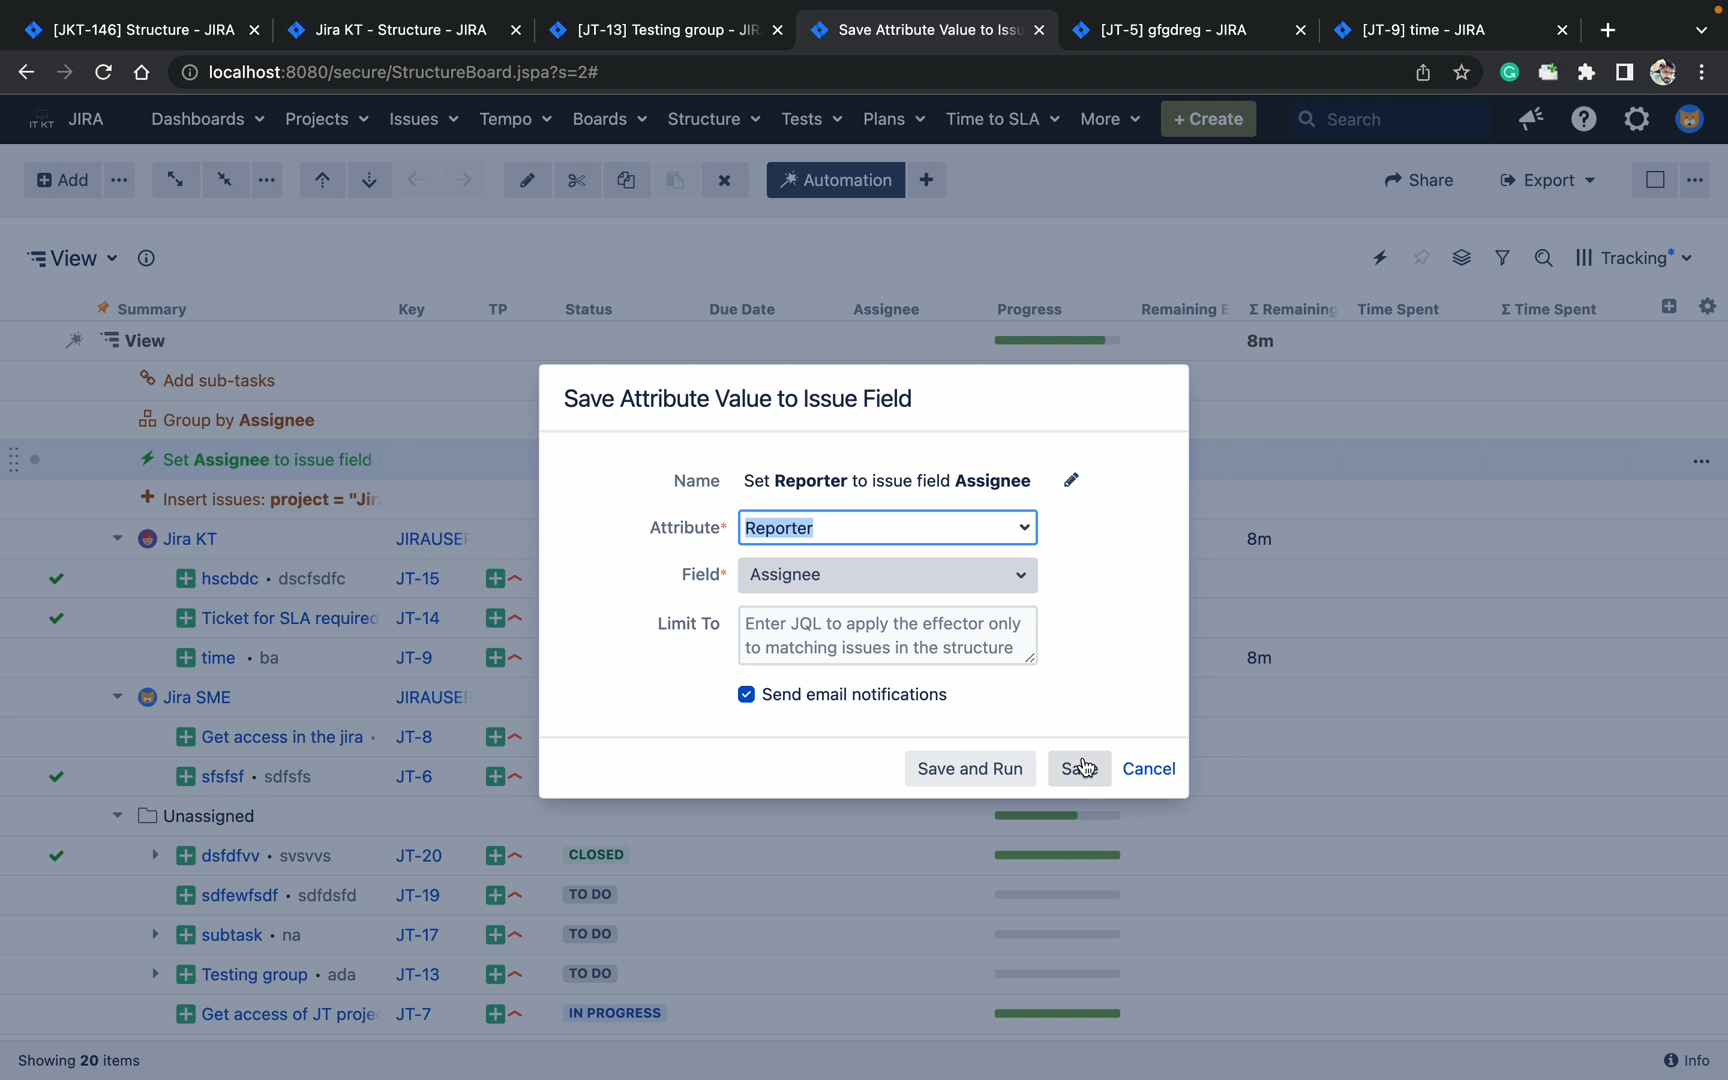 [JKT-146] Structure - JIRA
Jira KT - Structure - JIRA
[JT-13] Testing group - JIR
Save Attribute Value to Issu
[JT-5] gfgdreg - JIRA
[JT-9] time - JIRA
localhost:8080/secure/StructureBoard.jspa?s=2#
IT KT JIRA Dashboards Projects Issues Tempo Boards Structure Tests Plans Time to SLA More + Create Search
Add Automation Share Export
View Tracking*
Summary Key TP Status Due Date Assignee Progress Remaining E Σ Remaining Time Spent Σ Time Spent
View 8m
Add sub-tasks
Group by Assignee
Set Assignee to issue field
Insert issues: project = "Jir
Jira KT JIRAUSER 8m
hscbdc • dscfsdfc JT-15
Ticket for SLA required JT-14
time • ba JT-9 8m
Jira SME JIRAUSER
Get access in the jira • JT-8
sfsfsf • sdfsfs JT-6
Unassigned
dsfdfvv • svsvvs JT-20 CLOSED
sdfewfsdf • sdfdsfd JT-19 TO DO
subtask • na JT-17 TO DO
Testing group • ada JT-13 TO DO
Get access of JT proje JT-7 IN PROGRESS
Save Attribute Value to Issue Field
Name Set Reporter to issue field Assignee
Attribute* Reporter
Field* Assignee
Limit To Enter JQL to apply the effector only
to matching issues in the structure
Send email notifications
Save and Run Save Cancel
Showing 20 items Info